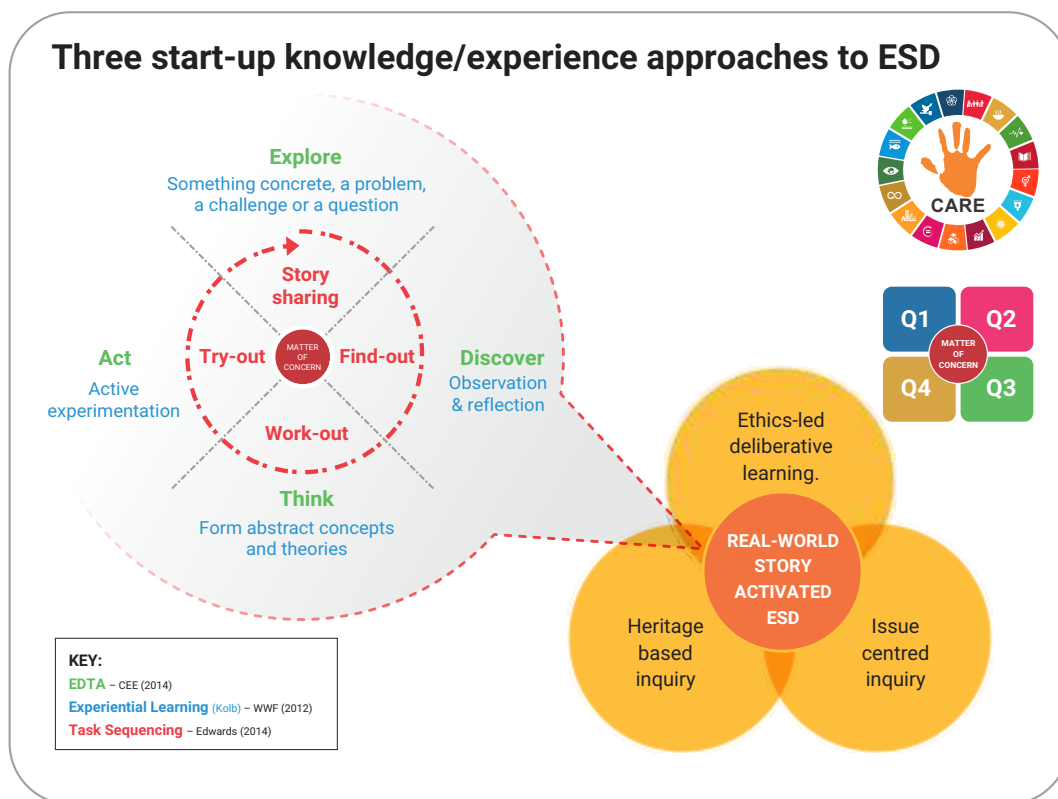 Three start-up knowledge/experience approaches to ESD
Explore
Something concrete, a problem,
a challenge or a question
Story
sharing
Try-out
MATTER
OF
CONCERN
Find-out
Work-out
Act
Active
experimentation
Discover
Observation
& reflection
Think
Form abstract concepts
and theories
CARE
Q1
Q2
MATTER
OF
CONCERN
Q4
Q3
Ethics-led
deliberative
learning.
REAL-WORLD
STORY
ACTIVATED
ESD
Heritage
based
inquiry
Issue
centred
inquiry
KEY:
EDTA – CEE (2014)
Experiential Learning (Kolb) – WWF (2012)
Task Sequencing – Edwards (2014)